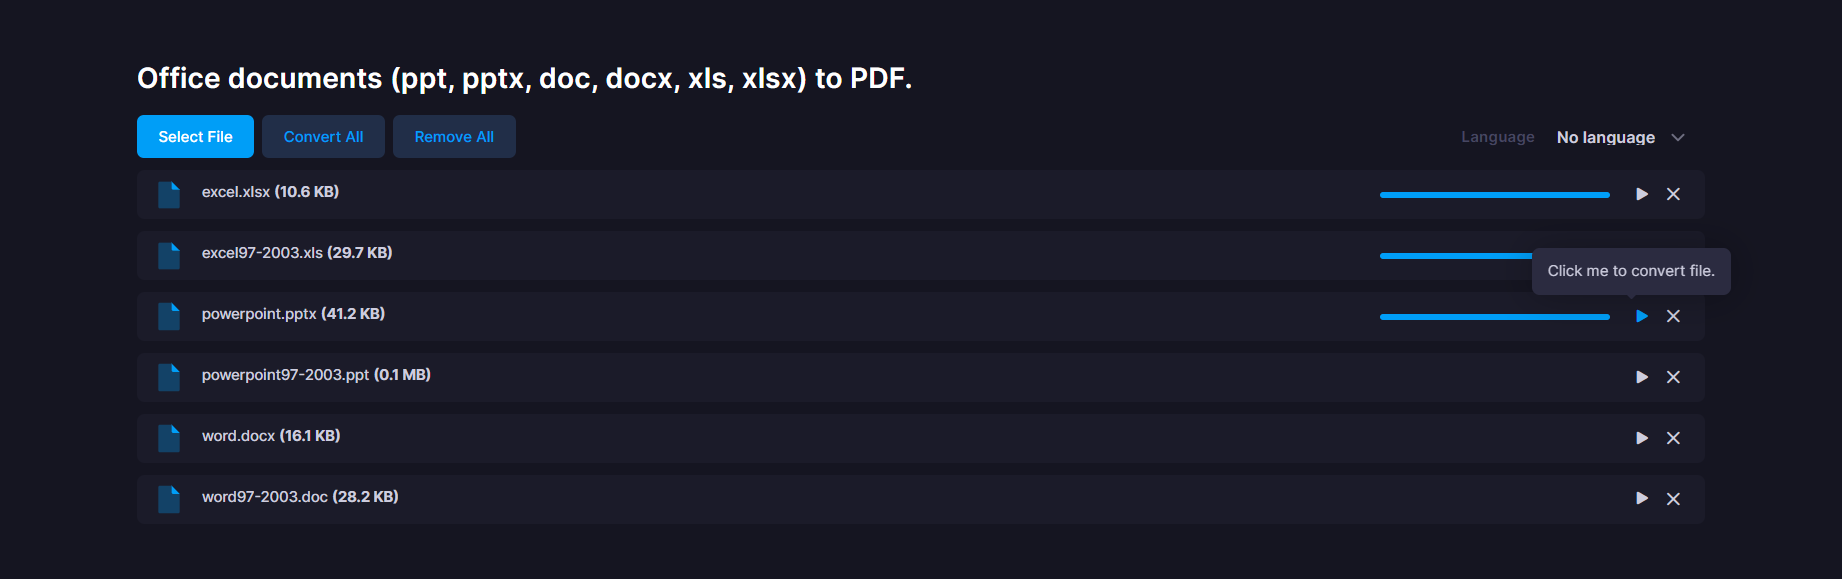 Office documents (ppt, pptx, doc, docx, xls, xlsx) to PDF.
Select File Convert All Remove All Language No language
excel.xlsx (10.6 KB)
excel97-2003.xls (29.7 KB)
Click me to convert file.
powerpoint.pptx (41.2 KB)
powerpoint97-2003.ppt (0.1 MB)
word.docx (16.1 KB)
word97-2003.doc (28.2 KB)